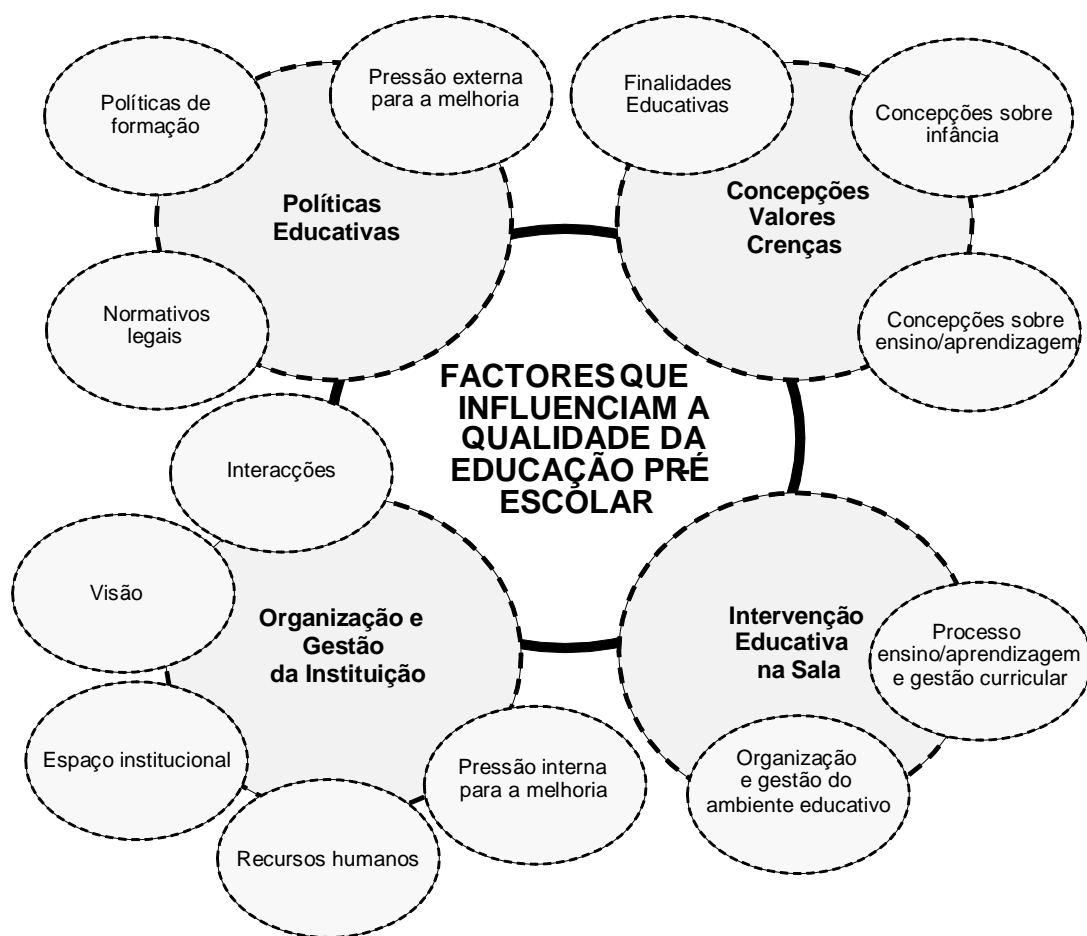 Políticas de
formação
Pressão externa
para a melhoria
Políticas
Educativas
Normativos
legais
Finalidades
Educativas
Concepções sobre
infância
Concepções
Valores
Crenças
Concepções sobre
ensino/aprendizagem
FACTORES QUE
INFLUENCIAM A
QUALIDADE DA
EDUCAÇÃO PRÉ-
ESCOLAR
Interacções
Visão
Organização e
Gestão
da Instituição
Espaço institucional
Recursos humanos
Pressão interna
para a melhoria
Intervenção
Educativa
na Sala
Processo
ensino/aprendizagem
e gestão curricular
Organização
e gestão do
ambiente educativo